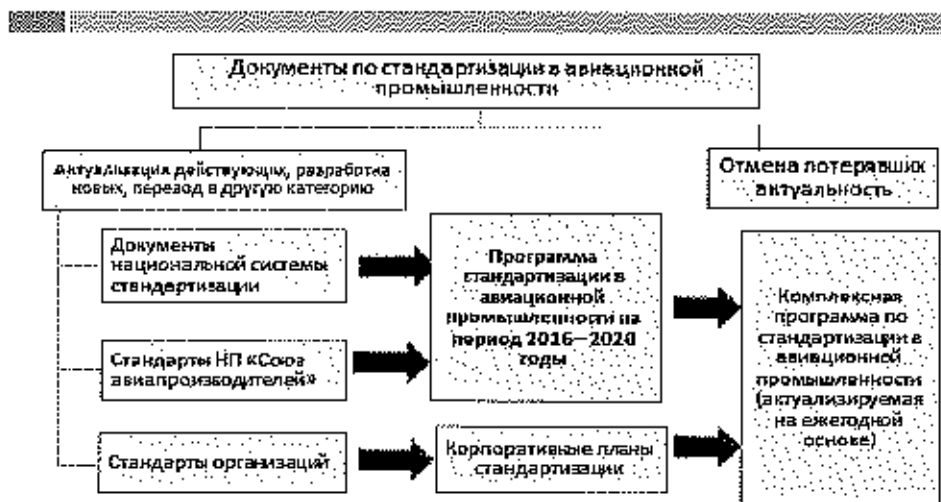 Документы по стандартизации в авиационной
промышленности
Актуализация действующих, разработка
новых, перевод в другую категорию
Отмена потерявших
актуальность
Документы
национальной системы
стандартизации
Программа
стандартизации в
авиационной
промышленности на
период 2016—2020
годы
Комплексная
программа по
стандартизации в
авиационной
промышленности
(актуализируемая
на ежегодной
основе)
Стандарты НП «Союз
авиапроизводителей»
Стандарты организаций
Корпоративные планы
стандартизации